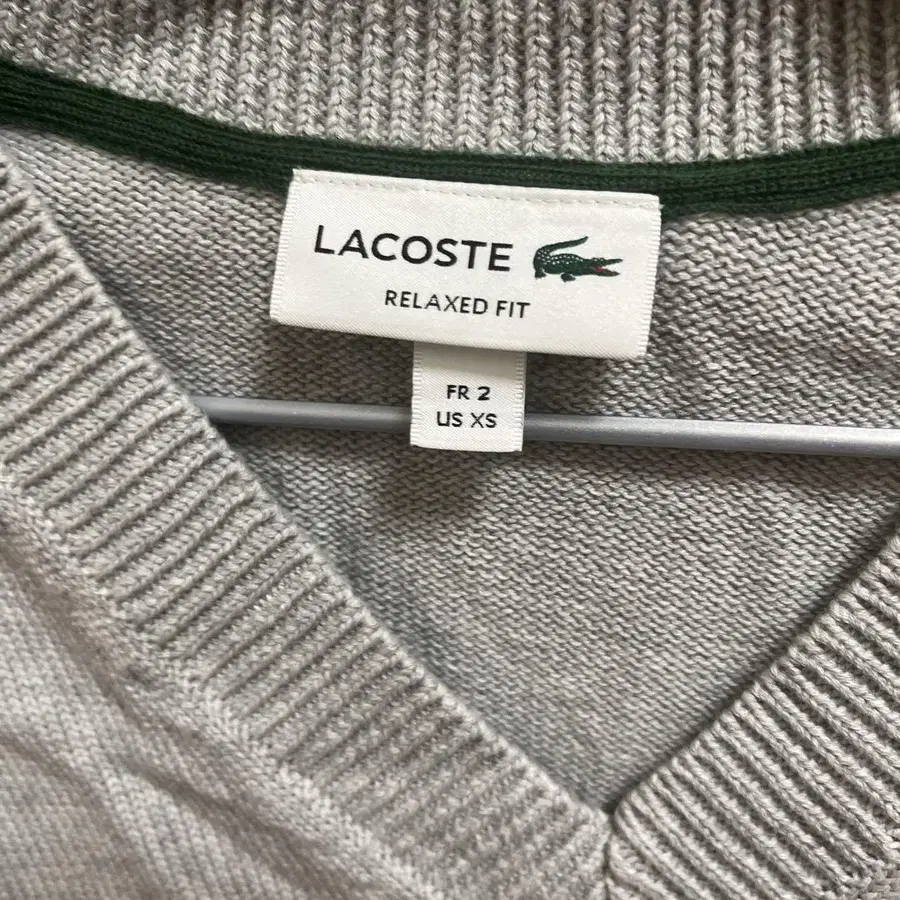 LACOSTE
RELAXED FIT
FR 2
US XS